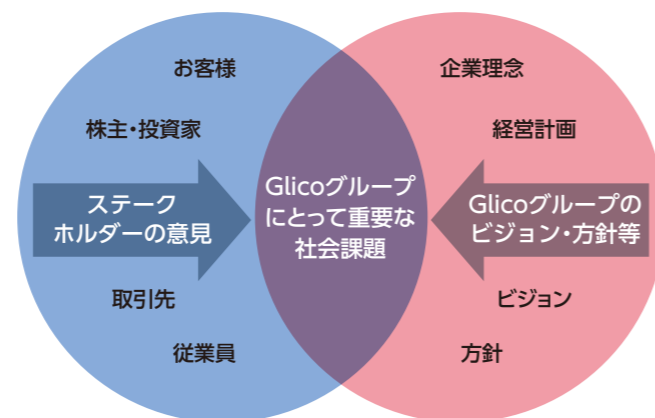 お客様
株主・投資家
ステーク
ホルダーの意見
取引先
従業員
Glicoグループ
にとって重要な
社会課題
企業理念
経営計画
Glicoグループの
ビジョン・方針等
ビジョン
方針